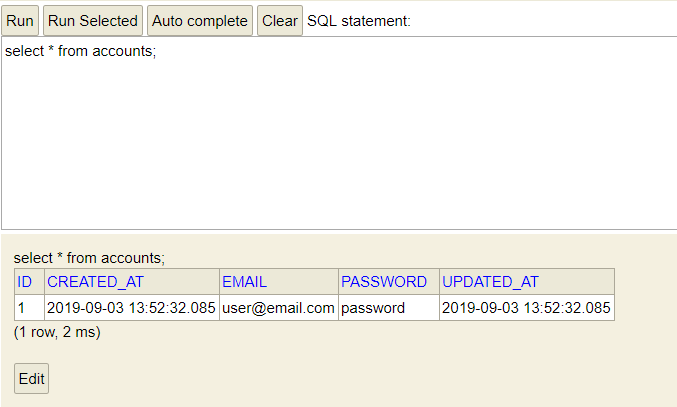 Run Run Selected Auto complete Clear SQL statement:
select * from accounts;
select * from accounts;
ID CREATED_AT EMAIL PASSWORD UPDATED_AT
1 2019-09-03 13:52:32.085 user@email.com password 2019-09-03 13:52:32.085
(1 row, 2 ms)
Edit